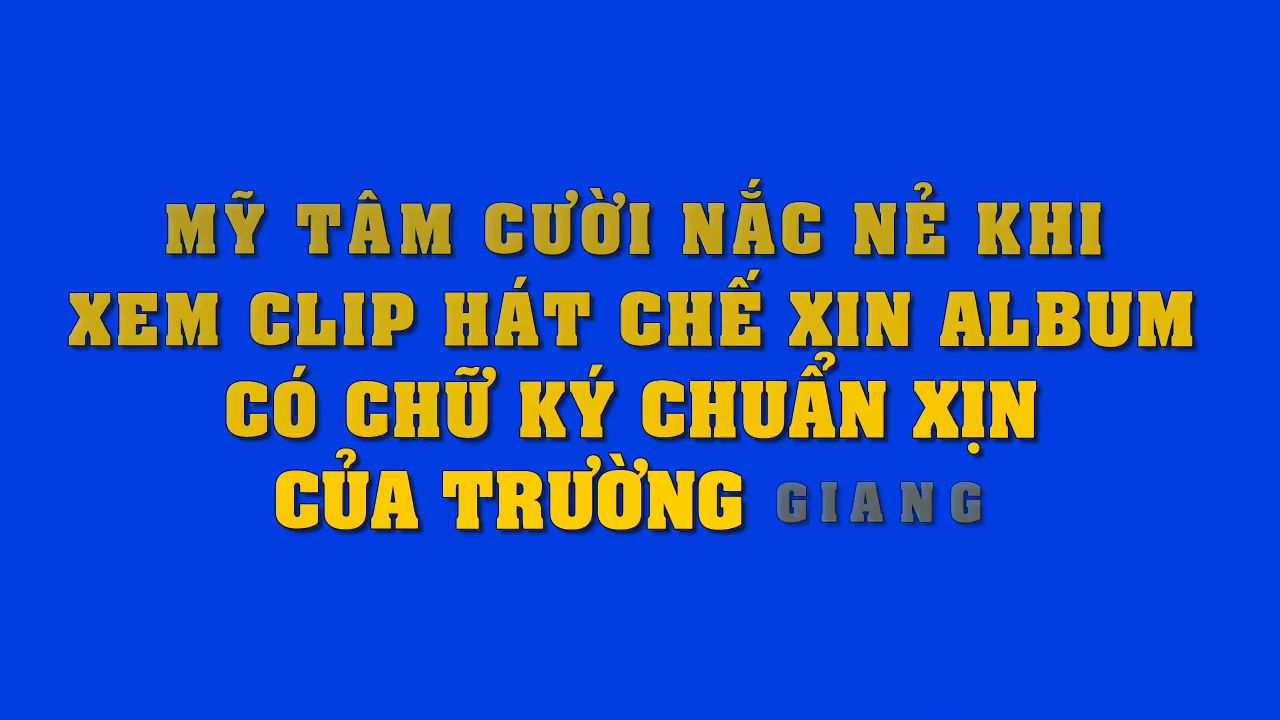 MỸ TÂM CƯỜI NẮC NẺ KHI
XEM CLIP HÁT CHẾ XIN ALBUM
CÓ CHỮ KÝ CHUẨN XỊN
CỦA TRƯỜNG GIANG